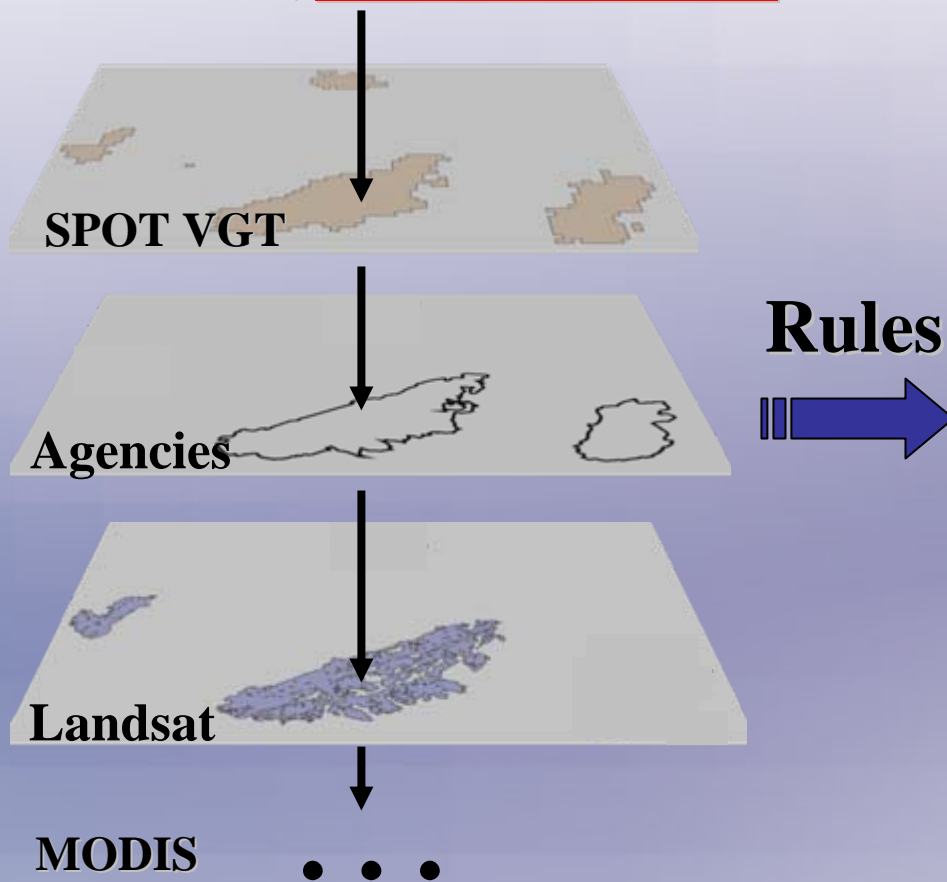 SPOT VGT
Rules
Agencies
Landsat
MODIS • • •